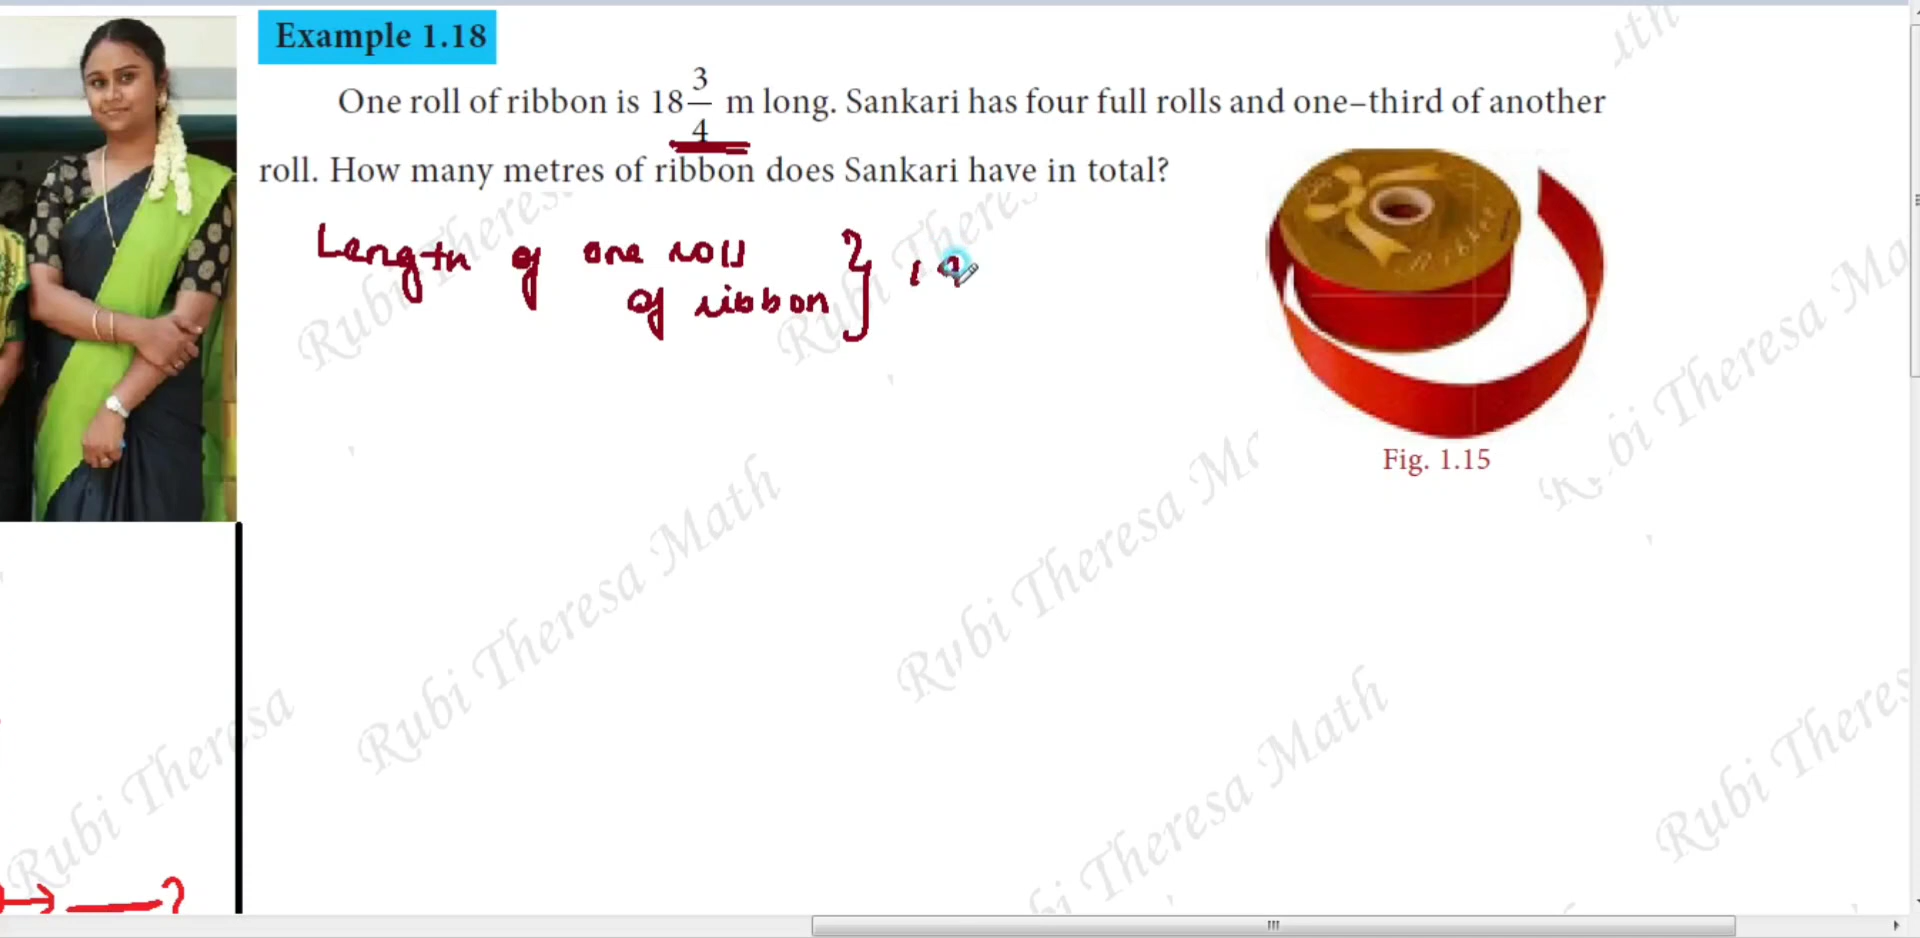 Example 1.18
One roll of ribbon is 18 3/4 m long. Sankari has four full rolls and one–third of another
roll. How many metres of ribbon does Sankari have in total?
Length of one roll
of ribbon }
Fig. 1.15
Rubi Theresa Math
Rubi Theresa Math
Rubi Theresa Math
Rubi Theresa